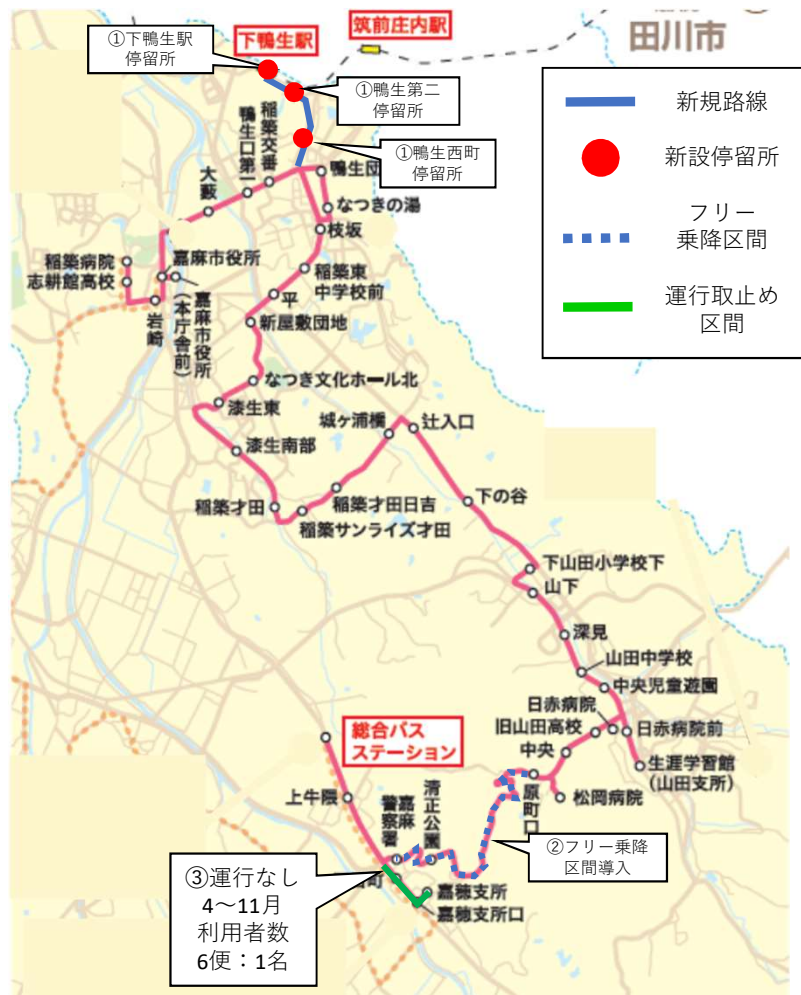 田川市
筑前庄内駅
下鴨生駅
①下鴨生駅
停留所
①鴨生第二
停留所
①鴨生西町
停留所
新規路線
新設停留所
フリー
乗降区間
運行取止め
区間
稲築交番
鴨生口第一
大藪
鴨生団
なつきの湯
枝坂
稲築東
中学校前
平
新屋敷団地
稲築病院
志耕館高校
嘉麻市役所
嘉麻市役所
(本庁舎前)
岩崎
なつき文化ホール北
漆生東
漆生南部
城ヶ浦橋
辻入口
稲築才田
稲築才田日吉
稲築サンライズ才田
下の谷
下山田小学校下
山下
深見
山田中学校
中央児童遊園
日赤病院
旧山田高校
日赤病院前
中央
生涯学習館
(山田支所)
松岡病院
原町口
総合バス
ステーション
上牛隈
嘉麻
警察署
清正公園
②フリー乗降
区間導入
町
嘉穂支所
嘉穂支所口
③運行なし
4～11月
利用者数
6便：1名